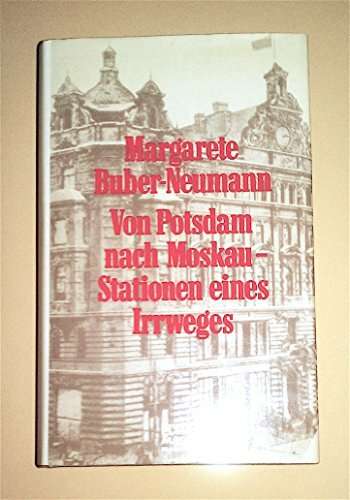 Margarete
Buber-Neumann
Von Potsdam
nach Moskau –
Stationen eines
Irrweges